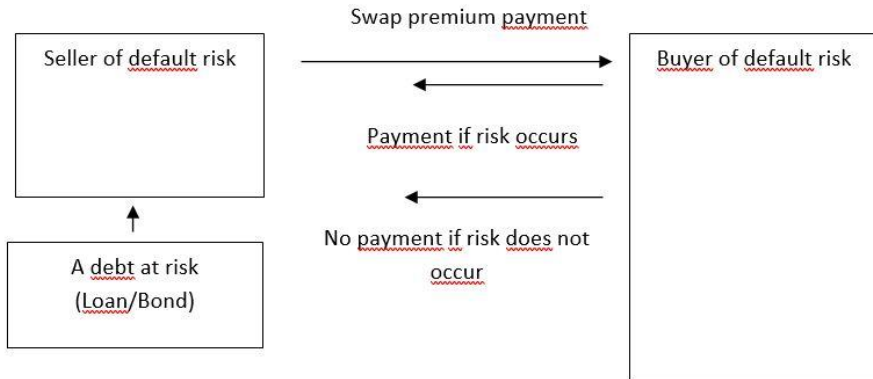 Swap premium payment
Seller of default risk
Buyer of default risk
Payment if risk occurs
No payment if risk does not
occur
A debt at risk
(Loan/Bond)